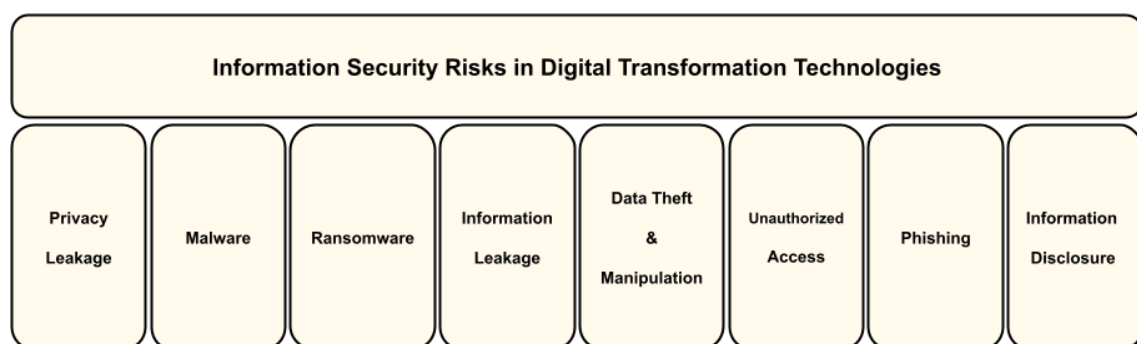 Information Security Risks in Digital Transformation Technologies
Privacy
Leakage
Malware
Ransomware
Information
Leakage
Data Theft
&
Manipulation
Unauthorized
Access
Phishing
Information
Disclosure